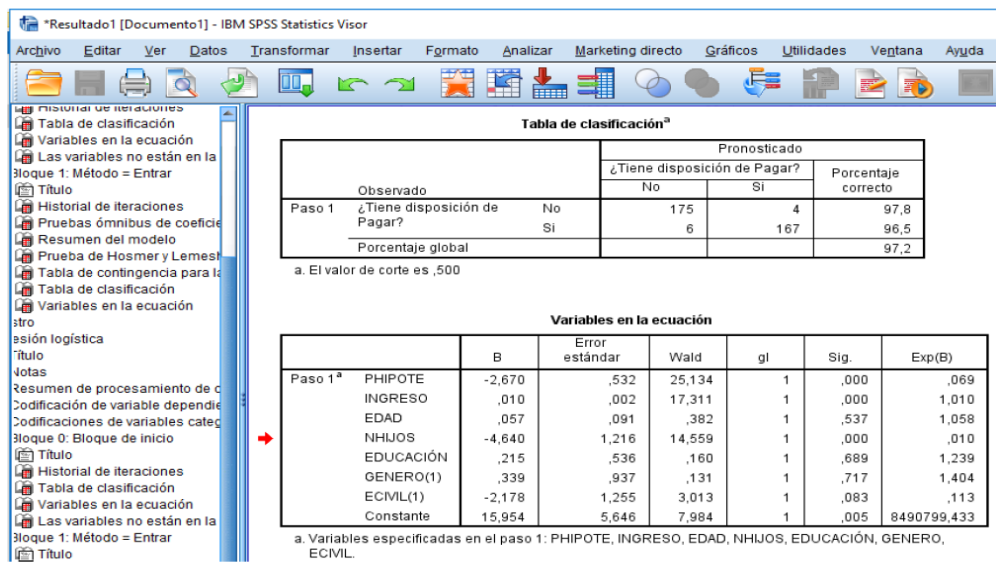 *Resultado1 [Documento1] - IBM SPSS Statistics Visor
Archivo Editar Ver Datos Transformar Insertar Formato Analizar Marketing directo Gráficos Utilidades Ventana Ayuda
Historial de iteraciones
Tabla de clasificación
Variables en la ecuación
Las variables no están en la
Bloque 1: Método = Entrar
Título
Historial de iteraciones
Pruebas ómnibus de coeficie
Resumen del modelo
Prueba de Hosmer y Lemesh
Tabla de contingencia para la
Tabla de clasificación
Variables en la ecuación
stro
esión logística
Título
Notas
Resumen de procesamiento de c
Codificación de variable dependie
Codificaciones de variables categ
Bloque 0: Bloque de inicio
Título
Historial de iteraciones
Tabla de clasificación
Variables en la ecuación
Las variables no están en la
Bloque 1: Método = Entrar
Título
Tabla de clasificaciónª
Pronosticado
¿Tiene disposición de Pagar? Porcentaje correcto
Observado No Si
Paso 1 ¿Tiene disposición de Pagar? No 175 4 97,8
Si 6 167 96,5
Porcentaje global 97,2
a. El valor de corte es ,500
Variables en la ecuación
B Error estándar Wald gl Sig. Exp(B)
Paso 1ª PHIPOTE -2,670 ,532 25,134 1 ,000 ,069
INGRESO ,010 ,002 17,311 1 ,000 1,010
EDAD ,057 ,091 ,382 1 ,537 1,058
NHIJOS -4,640 1,216 14,559 1 ,000 ,010
EDUCACIÓN ,215 ,536 ,160 1 ,689 1,239
GENERO(1) ,339 ,937 ,131 1 ,717 1,404
ECIVIL(1) -2,178 1,255 3,013 1 ,083 ,113
Constante 15,954 5,646 7,984 1 ,005 8490799,433
a. Variables especificadas en el paso 1: PHIPOTE, INGRESO, EDAD, NHIJOS, EDUCACIÓN, GENERO,
ECIVIL.